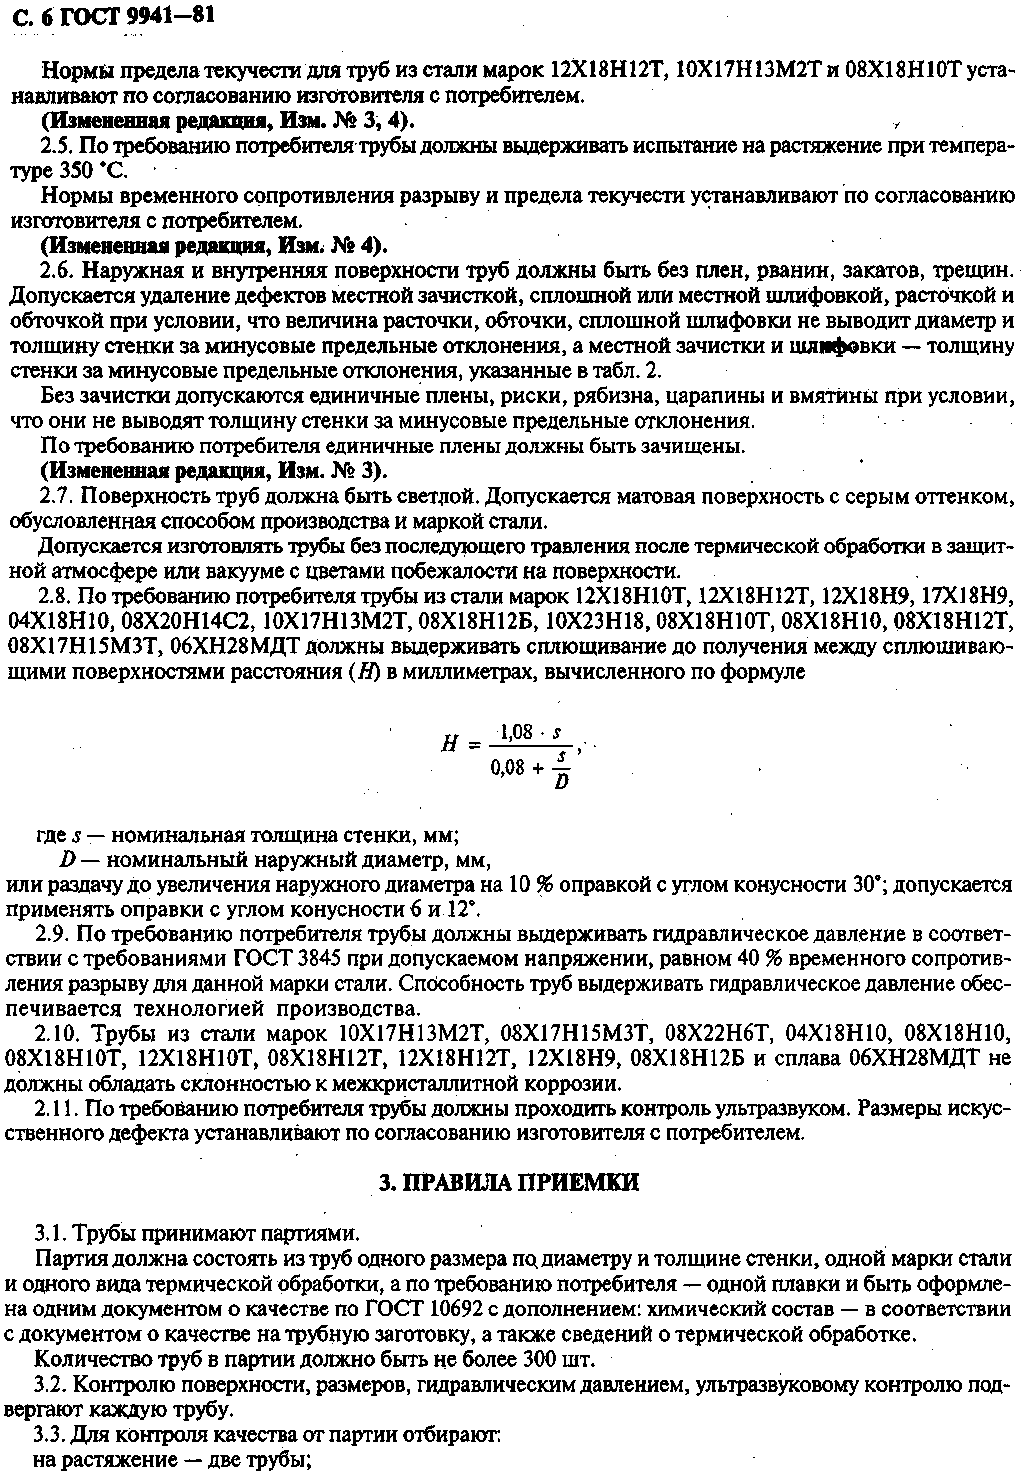 С. 6 ГОСТ 9941—81
Нормы предела текучести для труб из стали марок 12Х18Н12Т, 10Х17Н13М2Т и 08Х18Н10Т уста-
навливают по согласованию изготовителя с потребителем.
(Измененная редакция, Изм. № 3, 4).
2.5. По требованию потребителя трубы должны выдерживать испытание на растяжение при темпера-
туре 350 °С.
Нормы временного сопротивления разрыву и предела текучести устанавливают по согласованию
изготовителя с потребителем.
(Измененная редакция, Изм. № 4).
2.6. Наружная и внутренняя поверхности труб должны быть без плен, рванин, закатов, трещин.
Допускается удаление дефектов местной зачисткой, сплошной или местной шлифовкой, расточкой и
обточкой при условии, что величина расточки, обточки, сплошной шлифовки не выводит диаметр и
толщину стенки за минусовые предельные отклонения, а местной зачистки и шлифовки — толщину
стенки за минусовые предельные отклонения, указанные в табл. 2.
Без зачистки допускаются единичные плены, риски, рябизна, царапины и вмятины при условии,
что они не выводят толщину стенки за минусовые предельные отклонения.
По требованию потребителя единичные плены должны быть зачищены.
(Измененная редакция, Изм. № 3).
2.7. Поверхность труб должна быть светлой. Допускается матовая поверхность с серым оттенком,
обусловленная способом производства и маркой стали.
Допускается изготовлять трубы без последующего травления после термической обработки в защит-
ной атмосфере или вакууме с цветами побежалости на поверхности.
2.8. По требованию потребителя трубы из стали марок 12Х18Н10Т, 12Х18Н12Т, 12Х18Н9, 17Х18Н9,
04Х18Н10, 08Х20Н14С2, 10Х17Н13М2Т, 08Х18Н12Б, 10Х23Н18, 08Х18Н10Т, 08Х18Н10, 08Х18Н12Т,
08Х17Н15М3Т, 06ХН28МДТ должны выдерживать сплющивание до получения между сплюшиваю-
щими поверхностями расстояния (H) в миллиметрах, вычисленного по формуле
H = 1,08 · s / (0,08 + s/D),
где s — номинальная толщина стенки, мм;
D — номинальный наружный диаметр, мм,
или раздачу до увеличения наружного диаметра на 10 % оправкой с углом конусности 30°; допускается
применять оправки с углом конусности 6 и 12°.
2.9. По требованию потребителя трубы должны выдерживать гидравлическое давление в соответ-
ствии с требованиями ГОСТ 3845 при допускаемом напряжении, равном 40 % временного сопротив-
ления разрыву для данной марки стали. Способность труб выдерживать гидравлическое давление обес-
печивается технологией производства.
2.10. Трубы из стали марок 10Х17Н13М2Т, 08Х17Н15М3Т, 08Х22Н6Т, 04Х18Н10, 08Х18Н10,
08Х18Н10Т, 12Х18Н10Т, 08Х18Н12Т, 12Х18Н12Т, 12Х18Н9, 08Х18Н12Б и сплава 06ХН28МДТ не
должны обладать склонностью к межкристаллитной коррозии.
2.11. По требованию потребителя трубы должны проходить контроль ультразвуком. Размеры искус-
ственного дефекта устанавливают по согласованию изготовителя с потребителем.
3. ПРАВИЛА ПРИЕМКИ
3.1. Трубы принимают партиями.
Партия должна состоять из труб одного размера по диаметру и толщине стенки, одной марки стали
и одного вида термической обработки, а по требованию потребителя — одной плавки и быть оформле-
на одним документом о качестве по ГОСТ 10692 с дополнением: химический состав — в соответствии
с документом о качестве на трубную заготовку, а также сведений о термической обработке.
Количество труб в партии должно быть не более 300 шт.
3.2. Контролю поверхности, размеров, гидравлическим давлением, ультразвуковому контролю под-
вергают каждую трубу.
3.3. Для контроля качества от партии отбирают:
на растяжение — две трубы;